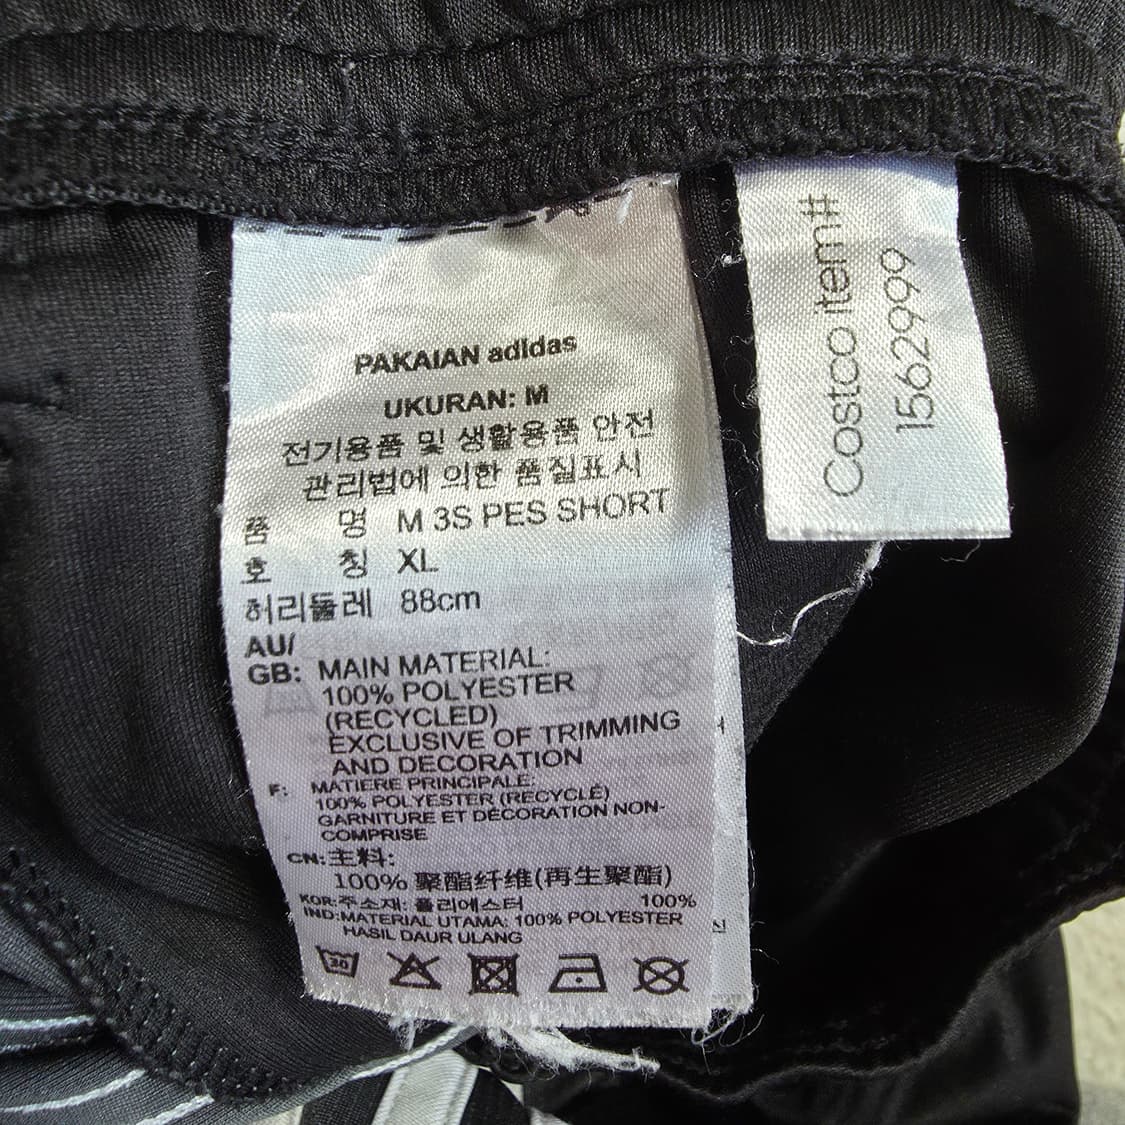 PAKAIAN adidas
UKURAN: M
전기용품 및 생활용품 안전
관리법에 의한 품질표시
품 명 M 3S PES SHORT
호 칭 XL
허리둘레 88cm
AU/
GB: MAIN MATERIAL:
100% POLYESTER
(RECYCLED)
EXCLUSIVE OF TRIMMING
AND DECORATION
F: MATIERE PRINCIPALE:
100% POLYESTER (RECYCLÉ)
GARNITURE ET DÉCORATION NON-
COMPRISE
CN: 主料:
100% 聚酯纤维(再生聚酯)
KOR: 주소재: 폴리에스터 100%
IND: MATERIAL UTAMA: 100% POLYESTER
HASIL DAUR ULANG
30
Costco item#
1562999